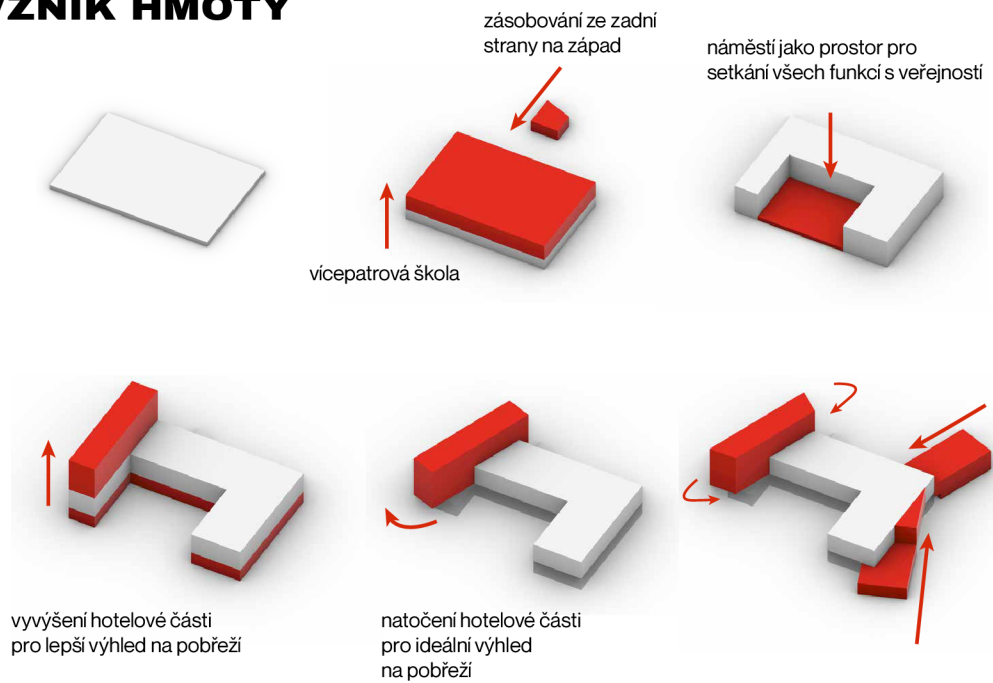 VZNIK HMOTY
zásobování ze zadní
strany na západ
náměstí jako prostor pro
setkání všech funkcí s veřejností
vícepatrová škola
vyvýšení hotelové části
pro lepší výhled na pobřeží
natočení hotelové části
pro ideální výhled
na pobřeží